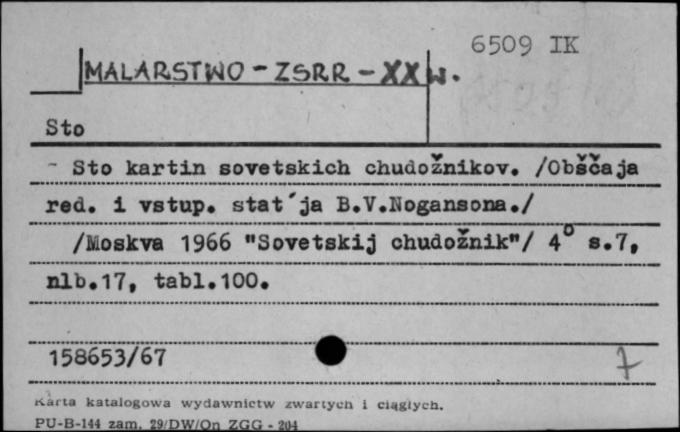 6509 IK
MALARSTWO - ZSRR - XX w.
Sto
- Sto kartin sovetskich chudožnikov. /Obščaja
red. i vstup. stat´ja B.V.Nogansona./
/Moskva 1966 "Sovetskij chudožnik"/ 4° s.7,
nlb.17, tabl.100.
158653/67
7
Karta katalogowa wydawnictw zwartych i ciągłych.
PU-B-144 zam. 29/DW/On ZGG - 204